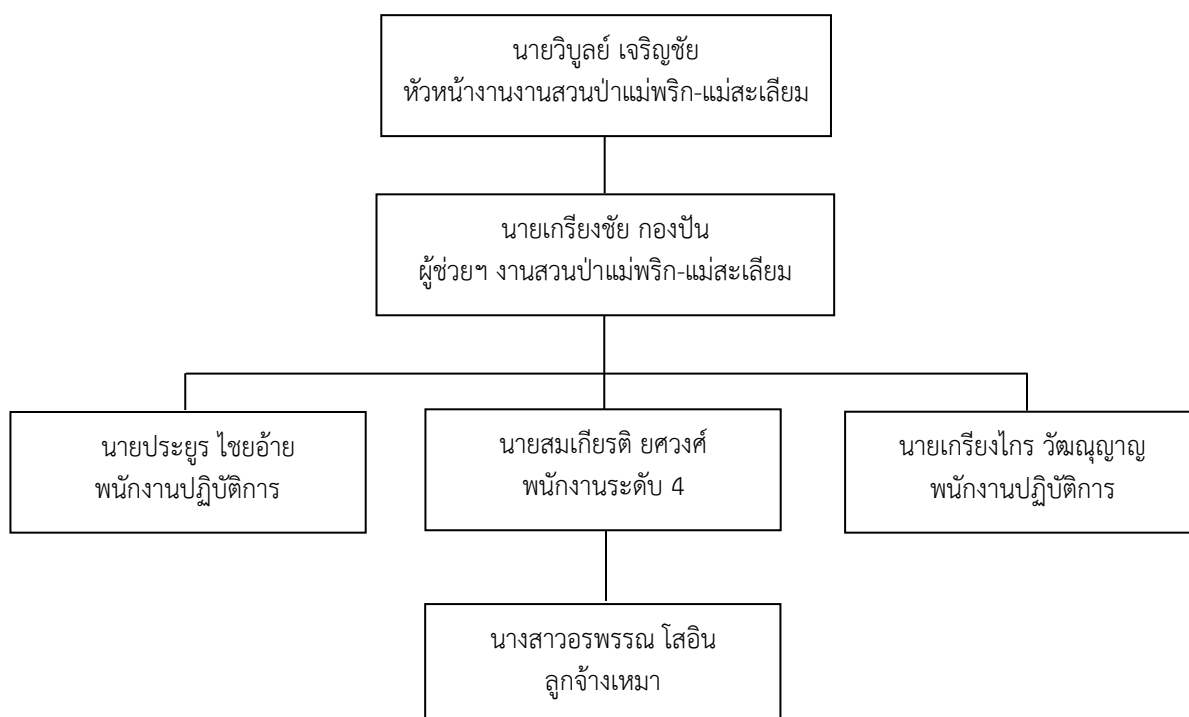 นายวิบูลย์ เจริญชัย
หัวหน้างานงานสวนป่าแม่พริก-แม่สะเลียม
นายเกรียงชัย กองปัน
ผู้ช่วยฯ งานสวนป่าแม่พริก-แม่สะเลียม
นายประยูร ไชยอ้าย
พนักงานปฏิบัติการ
นายสมเกียรติ ยศวงศ์
พนักงานระดับ 4
นายเกรียงไกร วัฒณุญาญ
พนักงานปฏิบัติการ
นางสาวอรพรรณ โสอิน
ลูกจ้างเหมา